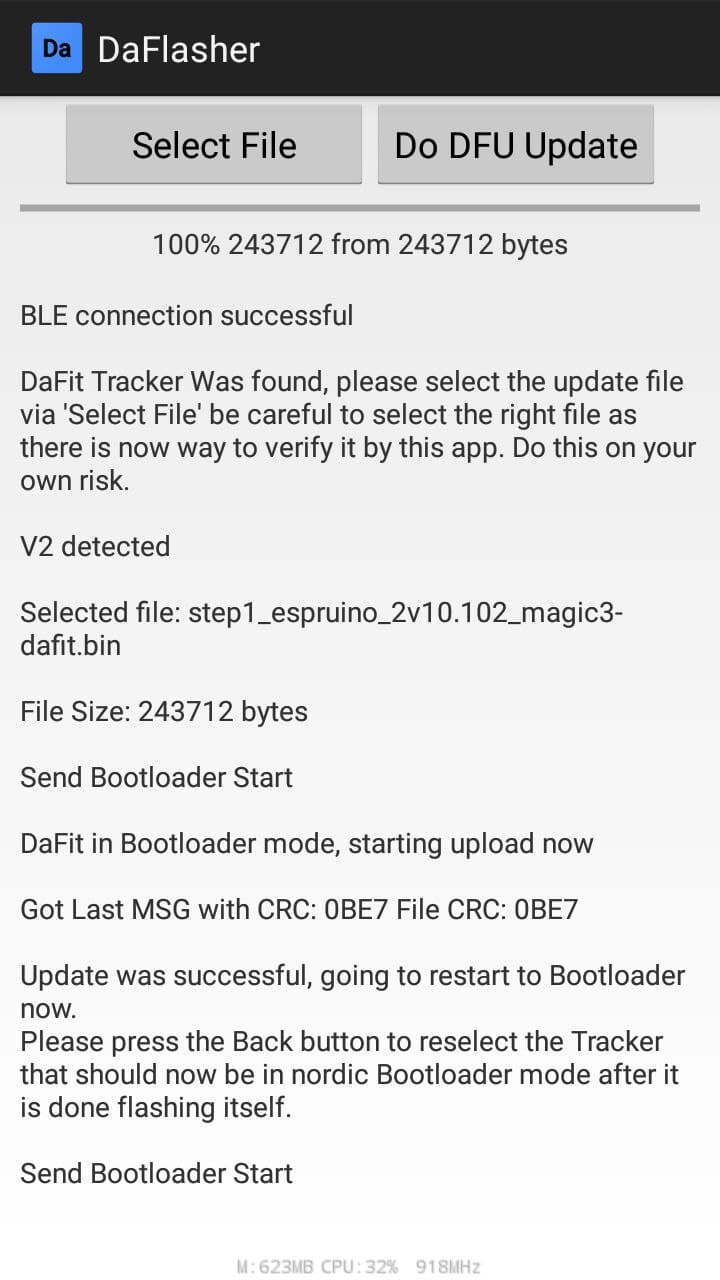 Da DaFlasher
Select File Do DFU Update
100% 243712 from 243712 bytes
BLE connection successful
DaFit Tracker Was found, please select the update file
via 'Select File' be careful to select the right file as
there is now way to verify it by this app. Do this on your
own risk.
V2 detected
Selected file: step1_espruino_2v10.102_magic3-
dafit.bin
File Size: 243712 bytes
Send Bootloader Start
DaFit in Bootloader mode, starting upload now
Got Last MSG with CRC: 0BE7 File CRC: 0BE7
Update was successful, going to restart to Bootloader
now.
Please press the Back button to reselect the Tracker
that should now be in nordic Bootloader mode after it
is done flashing itself.
Send Bootloader Start
M:623MB CPU:32% 918MHz